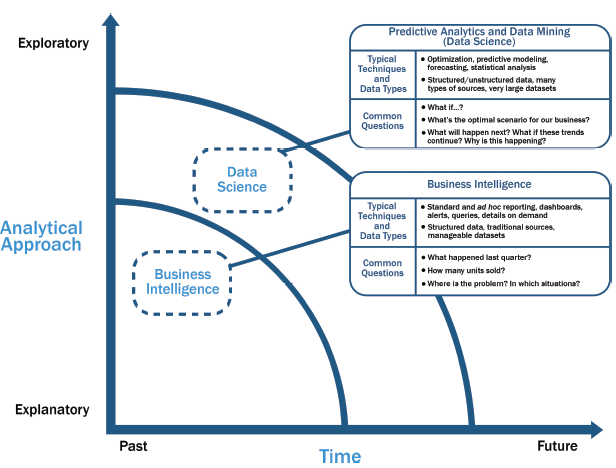 Exploratory
Analytical
Approach
Explanatory
Past
Time
Future
Data
Science
Business
Intelligence
Predictive Analytics and Data Mining
(Data Science)
Typical
Techniques
and
Data Types
• Optimization, predictive modeling,
forecasting, statistical analysis
• Structured/unstructured data, many
types of sources, very large datasets
Common
Questions
• What if...?
• What's the optimal scenario for our business?
• What will happen next? What if these trends
continue? Why is this happening?
Business Intelligence
Typical
Techniques
and
Data Types
• Standard and ad hoc reporting, dashboards,
alerts, queries, details on demand
• Structured data, traditional sources,
manageable datasets
Common
Questions
• What happened last quarter?
• How many units sold?
• Where is the problem? In which situations?